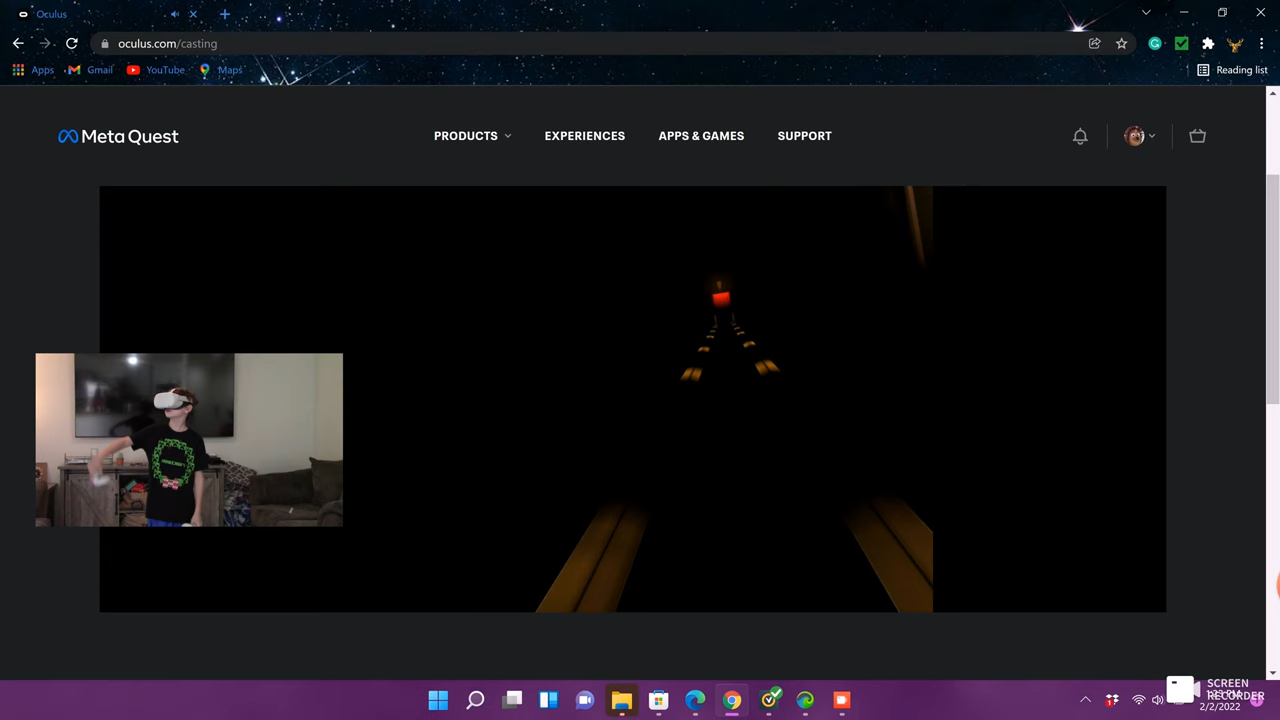 Oculus
oculus.com/casting
Apps
Gmail
YouTube
Maps
Reading list
Meta Quest
PRODUCTS
EXPERIENCES
APPS & GAMES
SUPPORT
SCREEN
RECORDER
2/2/2022